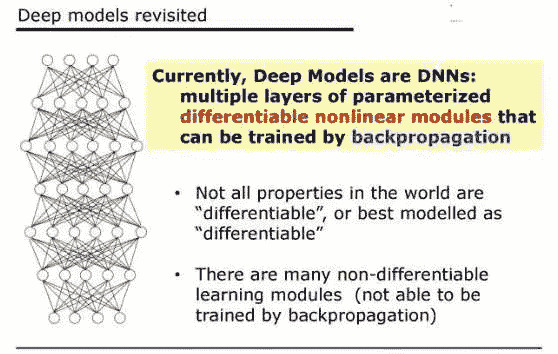 Deep models revisited
Currently, Deep Models are DNNs:
multiple layers of parameterized
differentiable nonlinear modules that
can be trained by backpropagation
• Not all properties in the world are
“differentiable”, or best modelled as
“differentiable”
• There are many non-differentiable
learning modules (not able to be
trained by backpropagation)